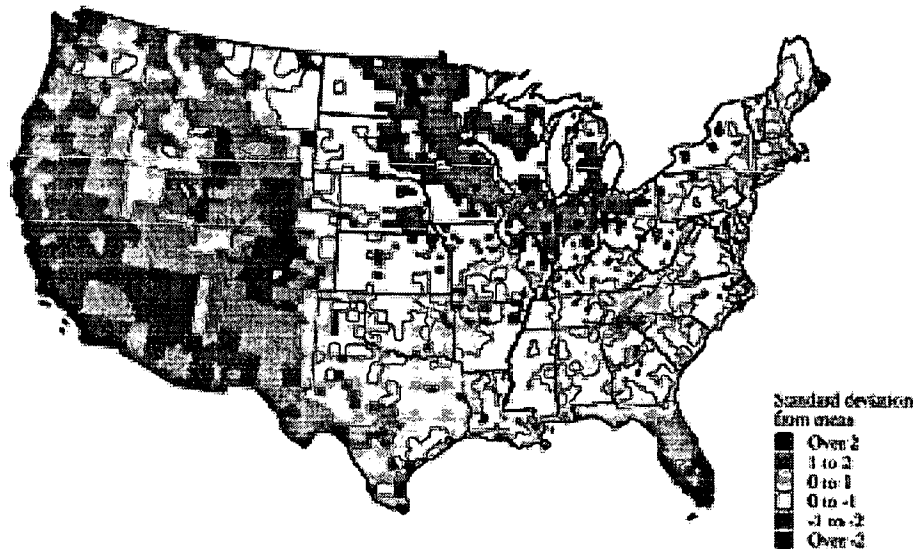 Standard deviation
from mean
Over 2
1 to 2
0 to 1
0 to -1
-1 to -2
Over -2